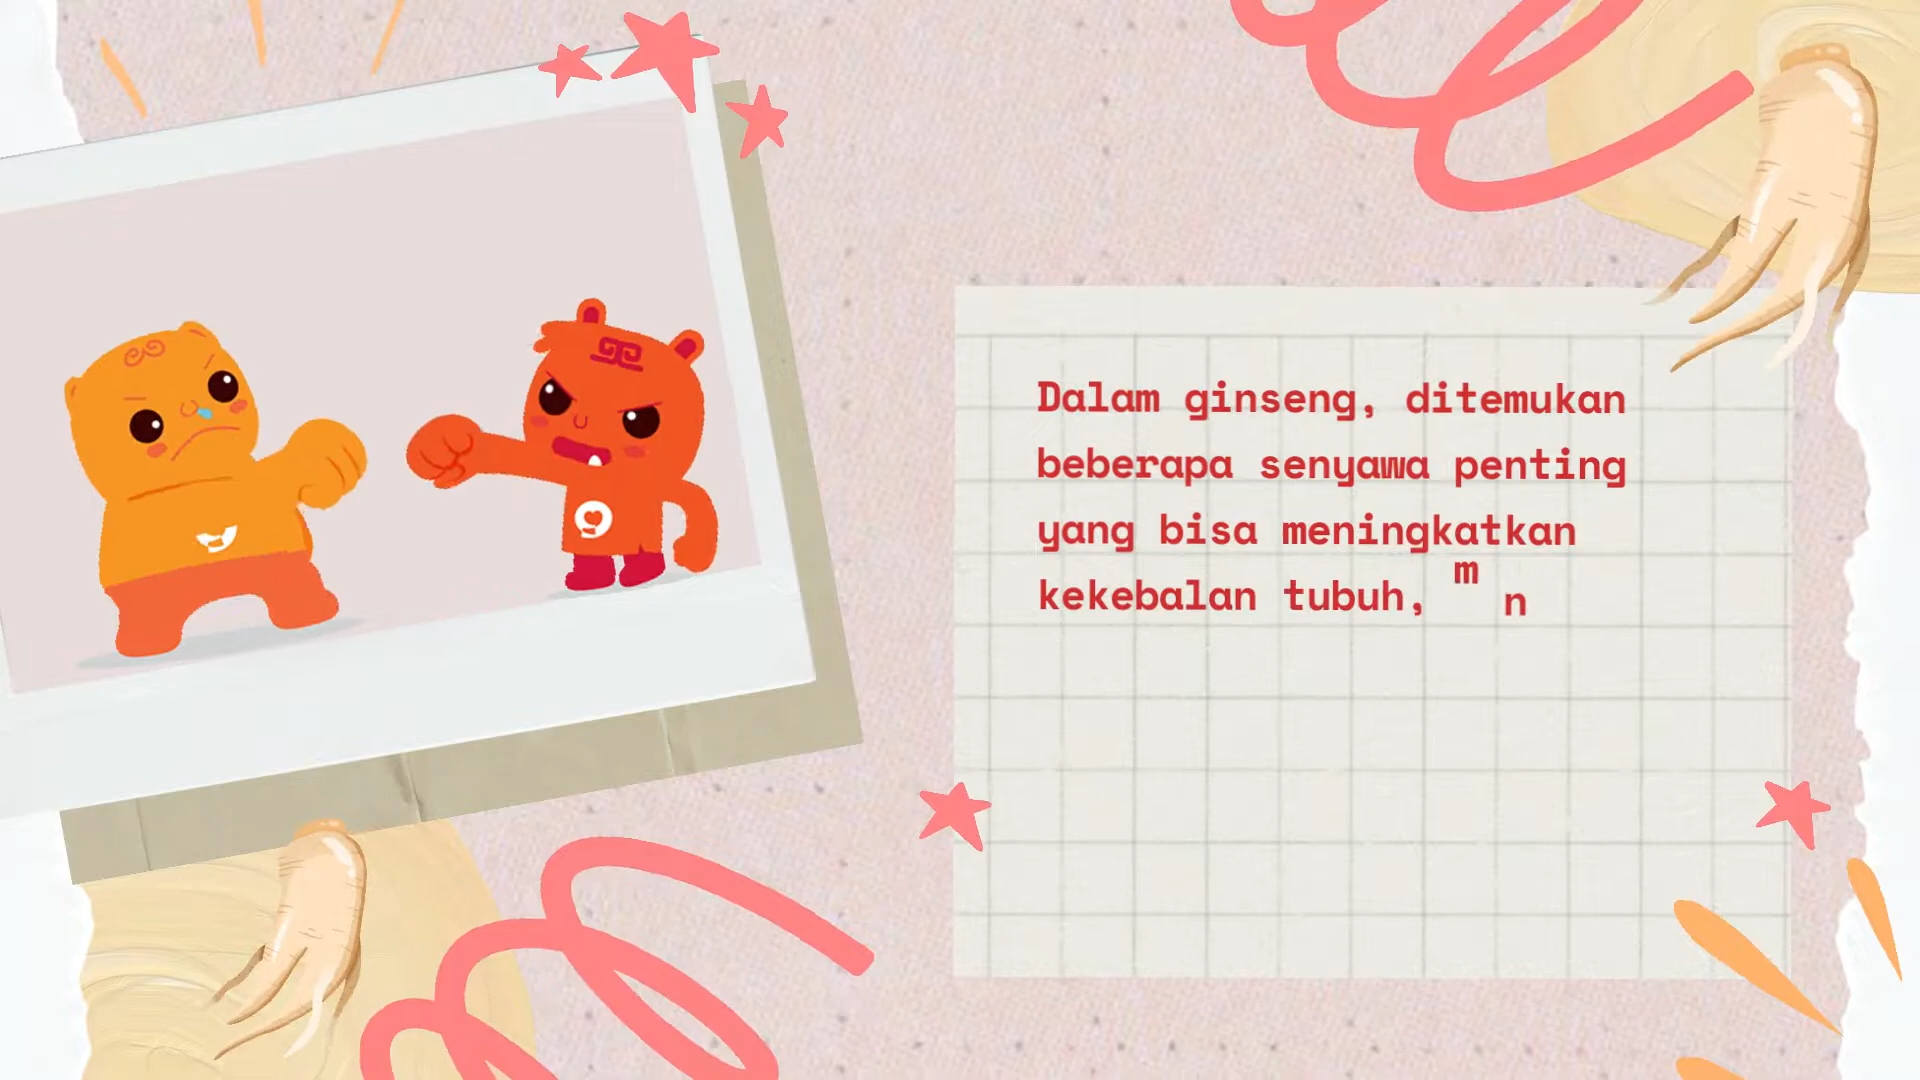 Dalam ginseng, ditemukan
beberapa senyawa penting
yang bisa meningkatkan
kekebalan tubuh, m n